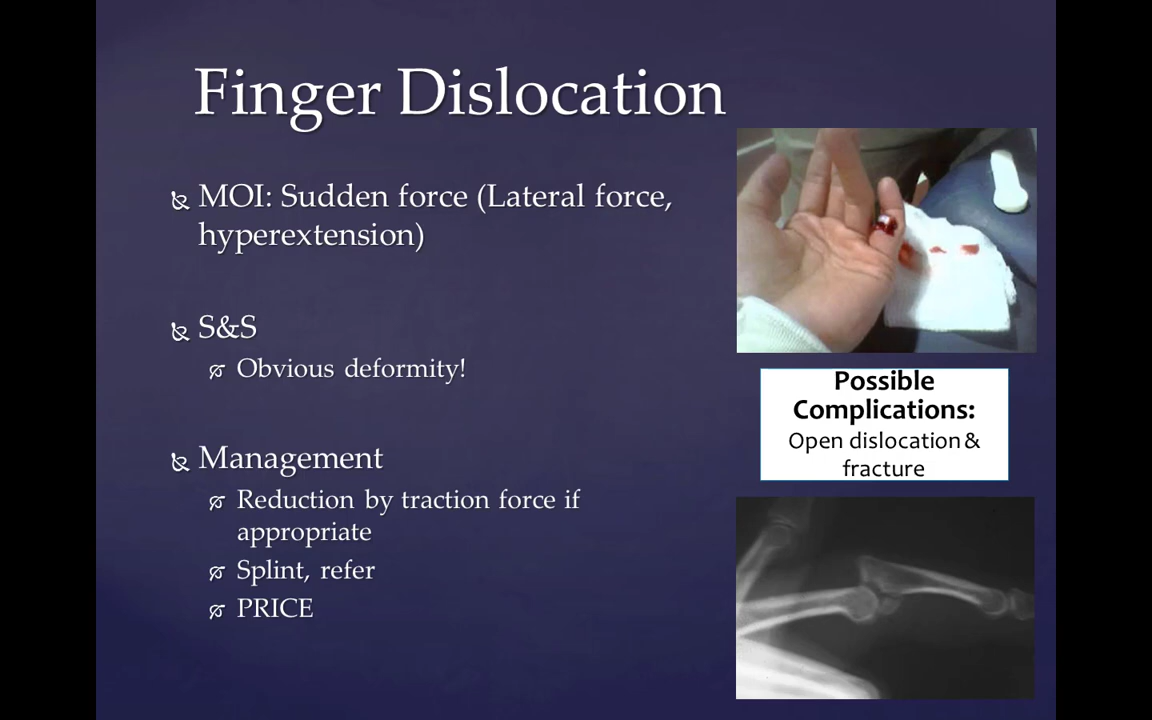 Finger Dislocation
MOI: Sudden force (Lateral force,
hyperextension)
S&S
Obvious deformity!
Management
Reduction by traction force if
appropriate
Splint, refer
PRICE
Possible
Complications:
Open dislocation &
fracture